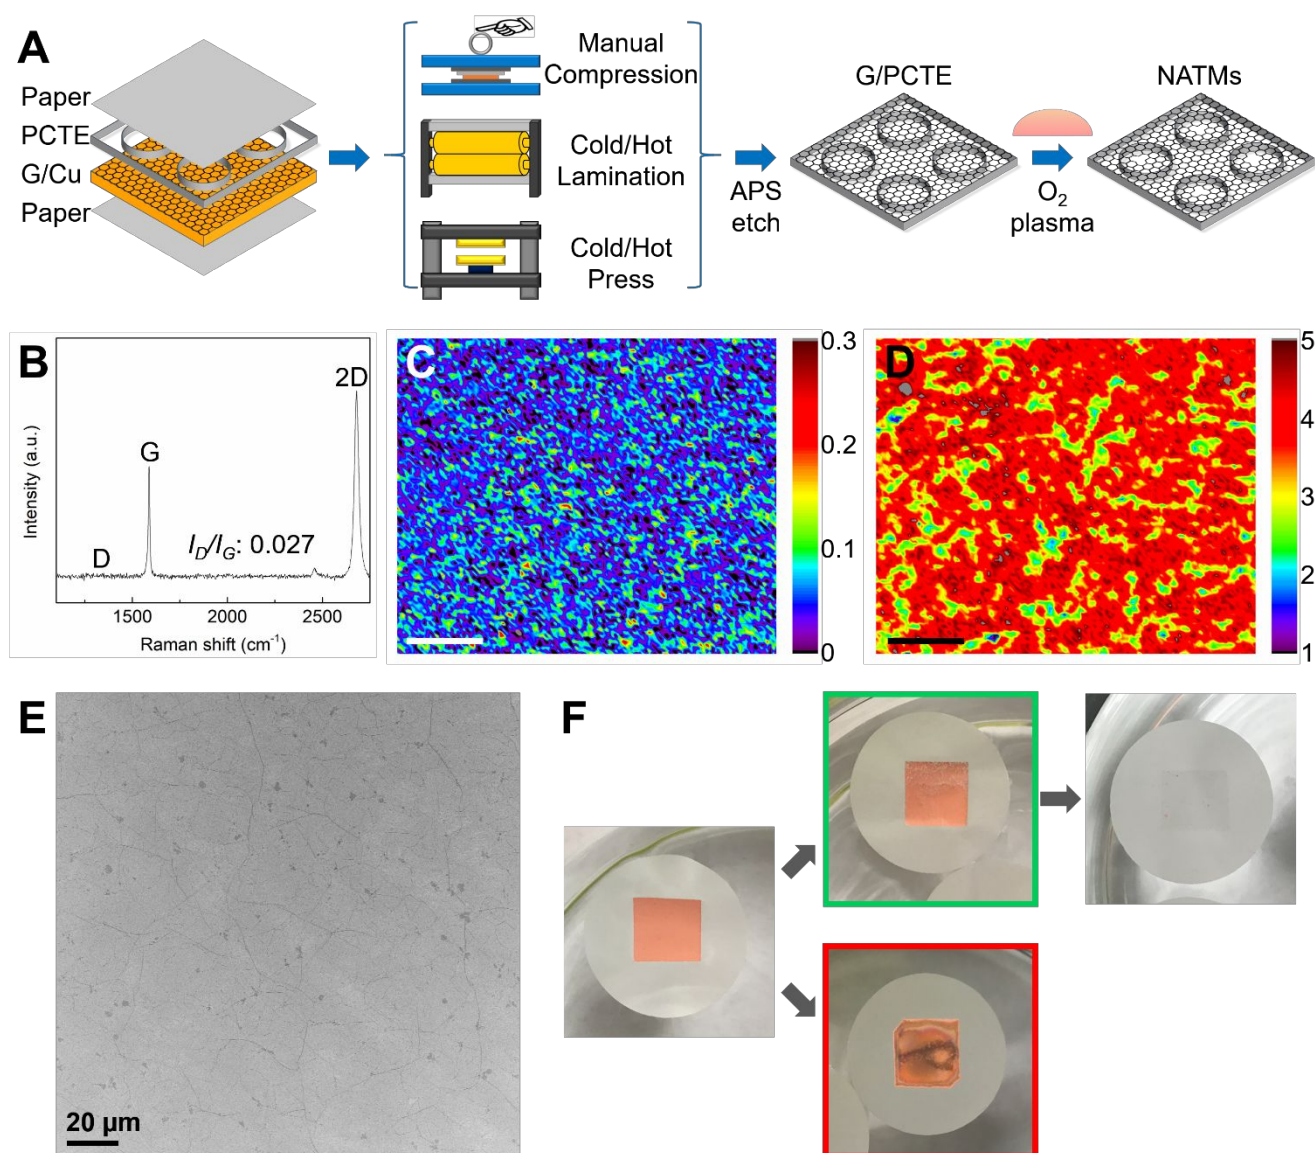 A
Paper
PCTE
G/Cu
Paper
Manual
Compression
Cold/Hot
Lamination
Cold/Hot
Press
APS
etch
G/PCTE
O2
plasma
NATMs
B
2D
G
D
ID/IG: 0.027
Intensity (a.u.)
1500
2000
2500
Raman shift (cm-1)
C
0.3
0.2
0.1
0
D
5
4
3
2
1
E
20 µm
F